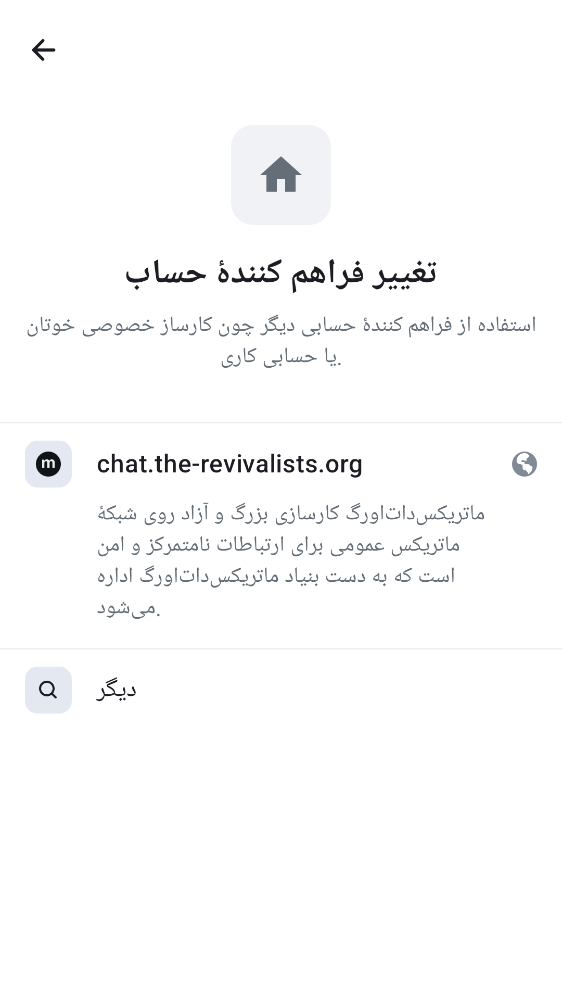 تغییر فراهم کنندهٔ حساب
استفاده از فراهم کنندهٔ حسابی دیگر چون کارساز خصوصی خوتان
یا حسابی کاری.
m
chat.the-revivalists.org
ماتریکس‌دات‌اورگ کارسازی بزرگ و آزاد روی شبکهٔ
ماتریکس عمومی برای ارتباطات نامتمرکز و امن
است که به دست بنیاد ماتریکس‌دات‌اورگ اداره
می‌شود.
دیگر